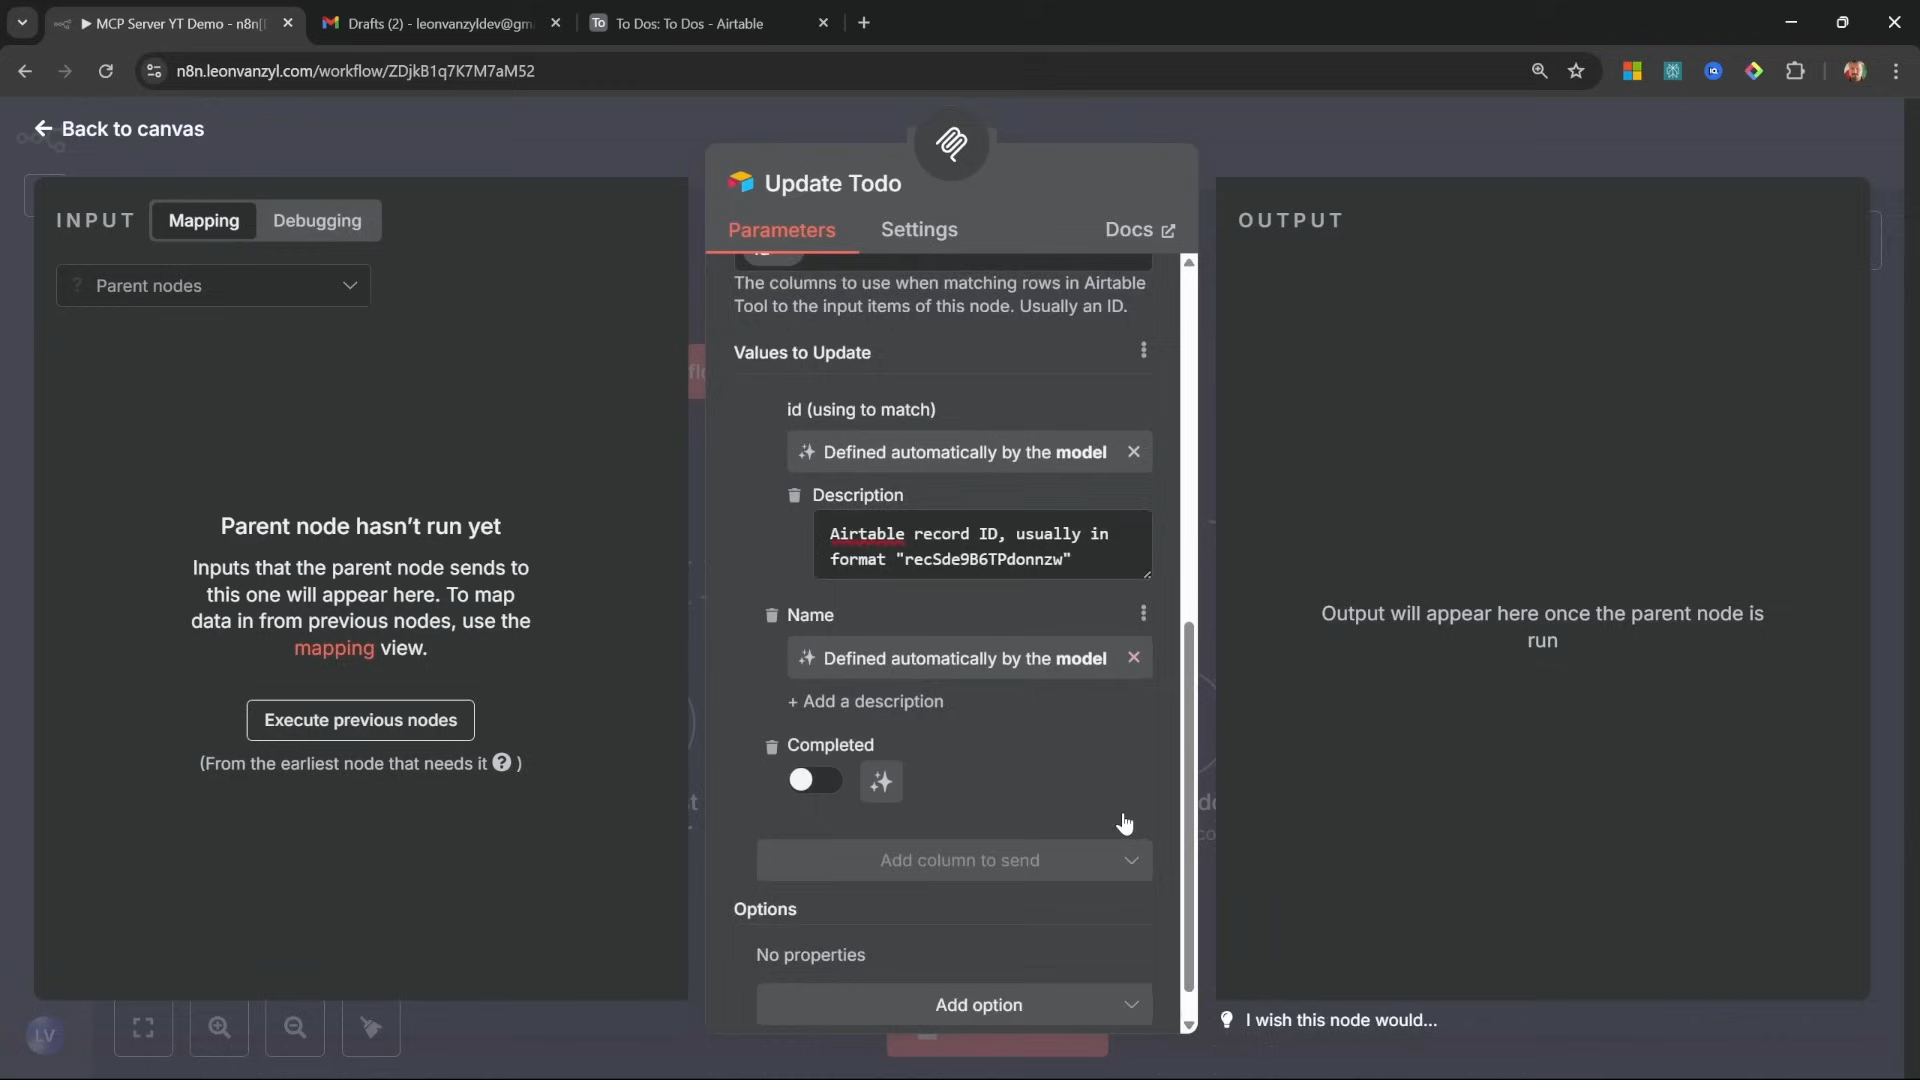 MCP Server YT Demo - n8n[
Drafts (2) - leonvanzyldev@gm
To Dos: To Dos - Airtable
n8n.leonvanzyl.com/workflow/ZDjkB1q7K7M7aM52
Back to canvas
Update Todo
INPUT
Mapping
Debugging
OUTPUT
Parameters
Settings
Docs
Parent nodes
The columns to use when matching rows in Airtable
Tool to the input items of this node. Usually an ID.
Values to Update
id (using to match)
Defined automatically by the model
Description
Airtable record ID, usually in
format "recSde9B6TPdonnzw"
Parent node hasn't run yet
Inputs that the parent node sends to
this one will appear here. To map
data in from previous nodes, use the
mapping view.
Execute previous nodes
(From the earliest node that needs it ? )
Name
Defined automatically by the model
+ Add a description
Completed
Output will appear here once the parent node is
run
Add column to send
Options
No properties
Add option
I wish this node would...
LV